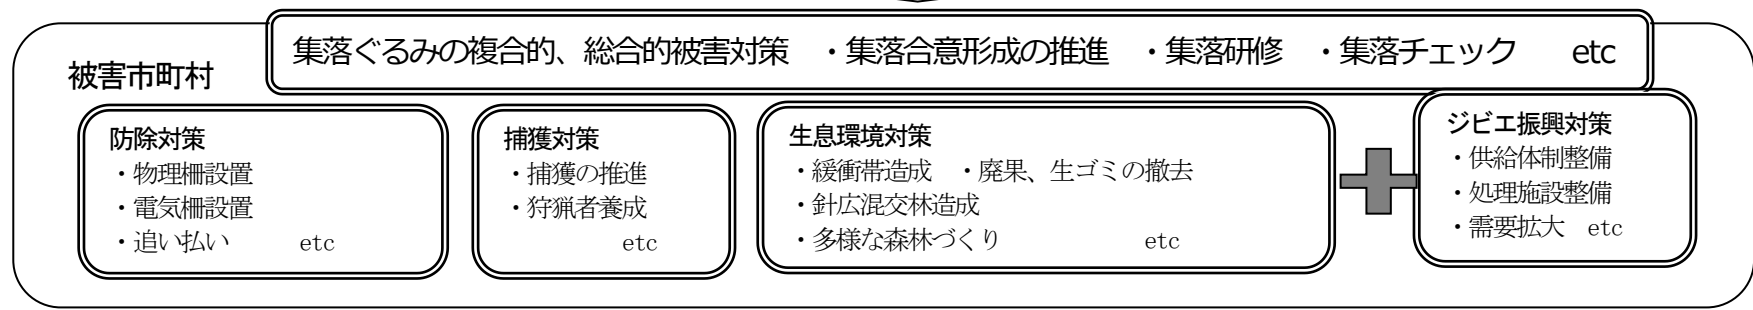 集落ぐるみの複合的、総合的被害対策　・集落合意形成の推進　・集落研修　・集落チェック　　etc
被害市町村
防除対策
・物理柵設置
・電気柵設置
・追い払い　　　etc
捕獲対策
・捕獲の推進
・狩猟者養成
etc
生息環境対策
・緩衝帯造成　・廃果、生ゴミの撤去
・針広混交林造成
・多様な森林づくり　　　　　　etc
ジビエ振興対策
・供給体制整備
・処理施設整備
・需要拡大　etc